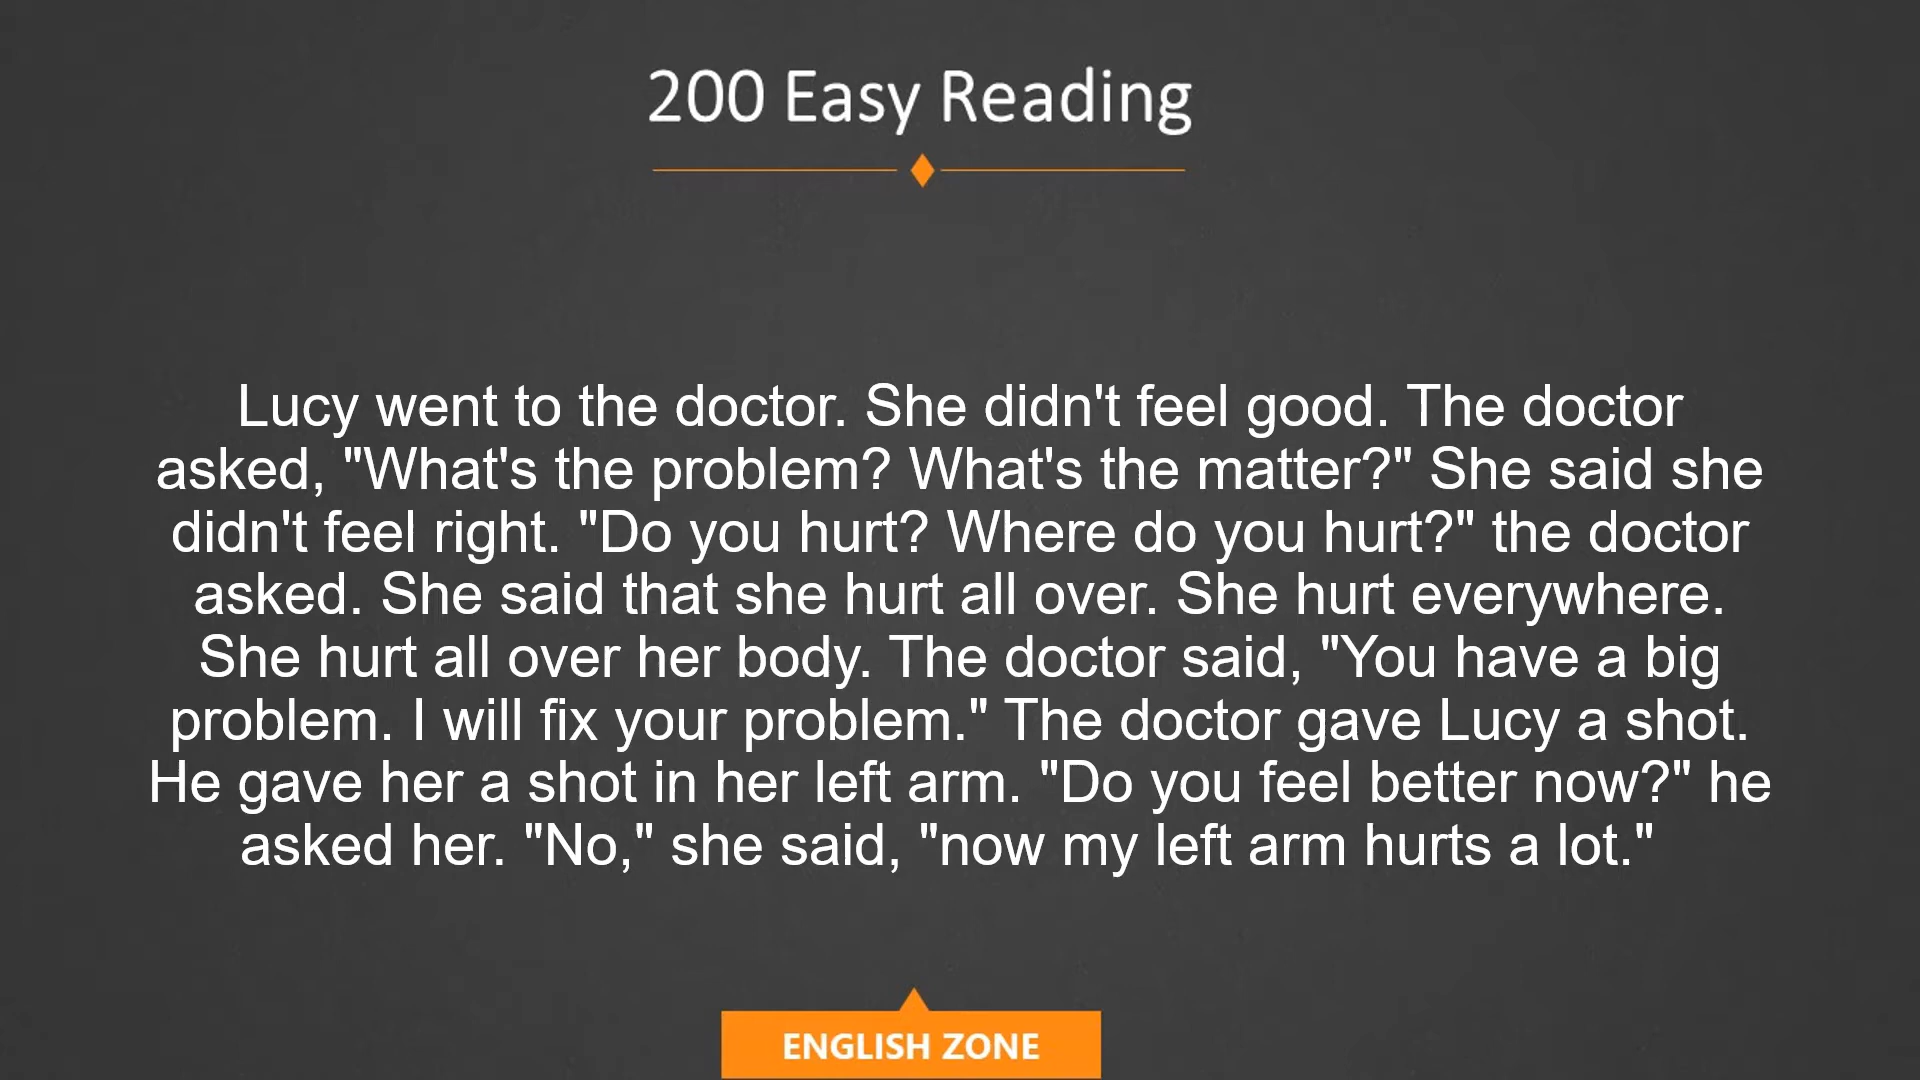 200 Easy Reading
Lucy went to the doctor. She didn't feel good. The doctor
asked, "What's the problem? What's the matter?" She said she
didn't feel right. "Do you hurt? Where do you hurt?" the doctor
asked. She said that she hurt all over. She hurt everywhere.
She hurt all over her body. The doctor said, "You have a big
problem. I will fix your problem." The doctor gave Lucy a shot.
He gave her a shot in her left arm. "Do you feel better now?" he
asked her. "No," she said, "now my left arm hurts a lot."
ENGLISH ZONE